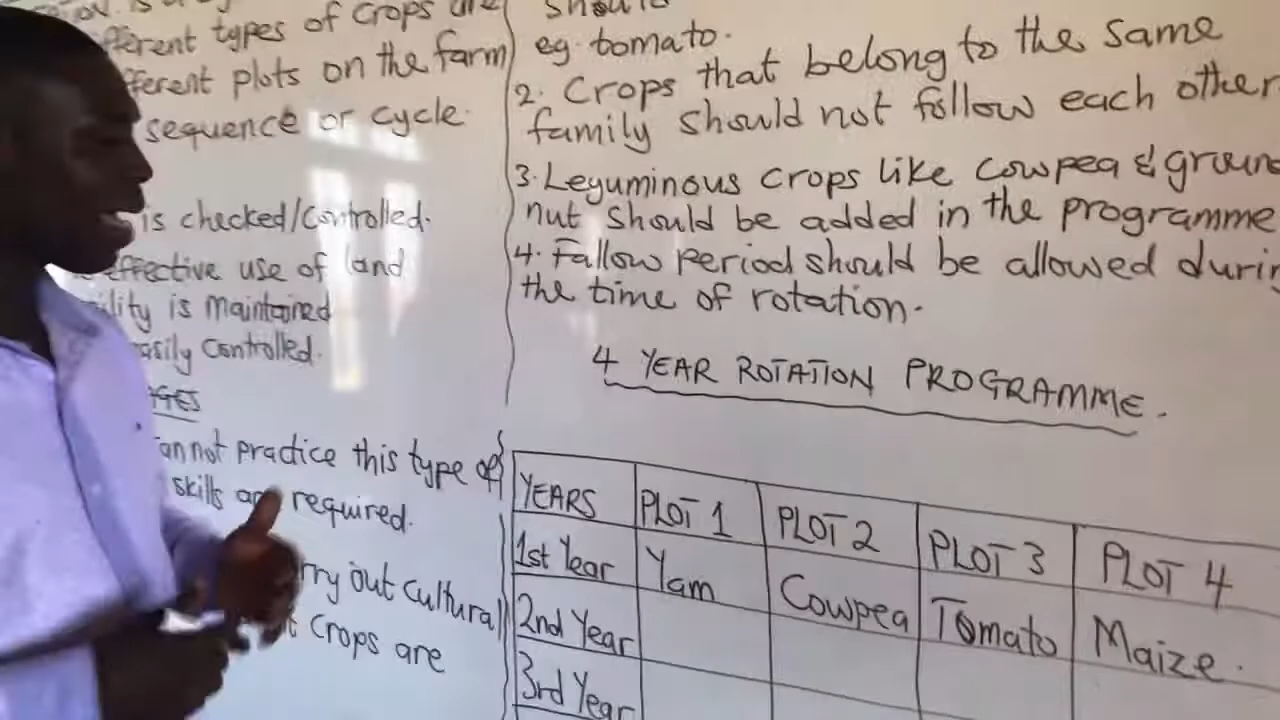 different types of crops are
different plots on the farm
sequence or cycle.
is checked/controlled.
effective use of land
is maintained
easily controlled.
cannot practice this type of
skills are required.
carry out cultural
crops are
should
eg. tomato.
2. Crops that belong to the same
family should not follow each other
3. Leguminous crops like Cowpea & groun
nut should be added in the programme
4. Fallow period should be allowed durin
the time of rotation.
4 YEAR ROTATION PROGRAMME.
YEARS PLOT 1 PLOT 2 PLOT 3 PLOT 4
1st Year Yam Cowpea Tomato Maize.
2nd Year
3rd Year